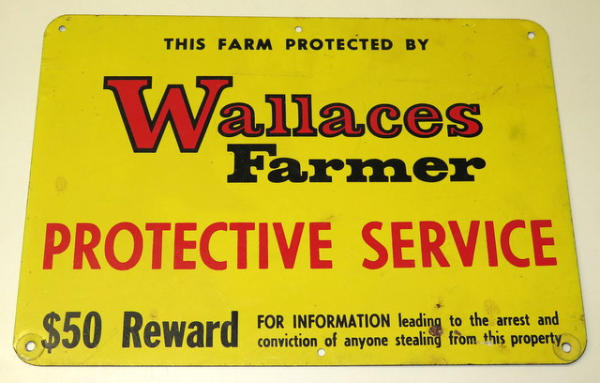 THIS FARM PROTECTED BY
Wallaces
Farmer
PROTECTIVE SERVICE
$50 Reward
FOR INFORMATION leading to the arrest and
conviction of anyone stealing from this property